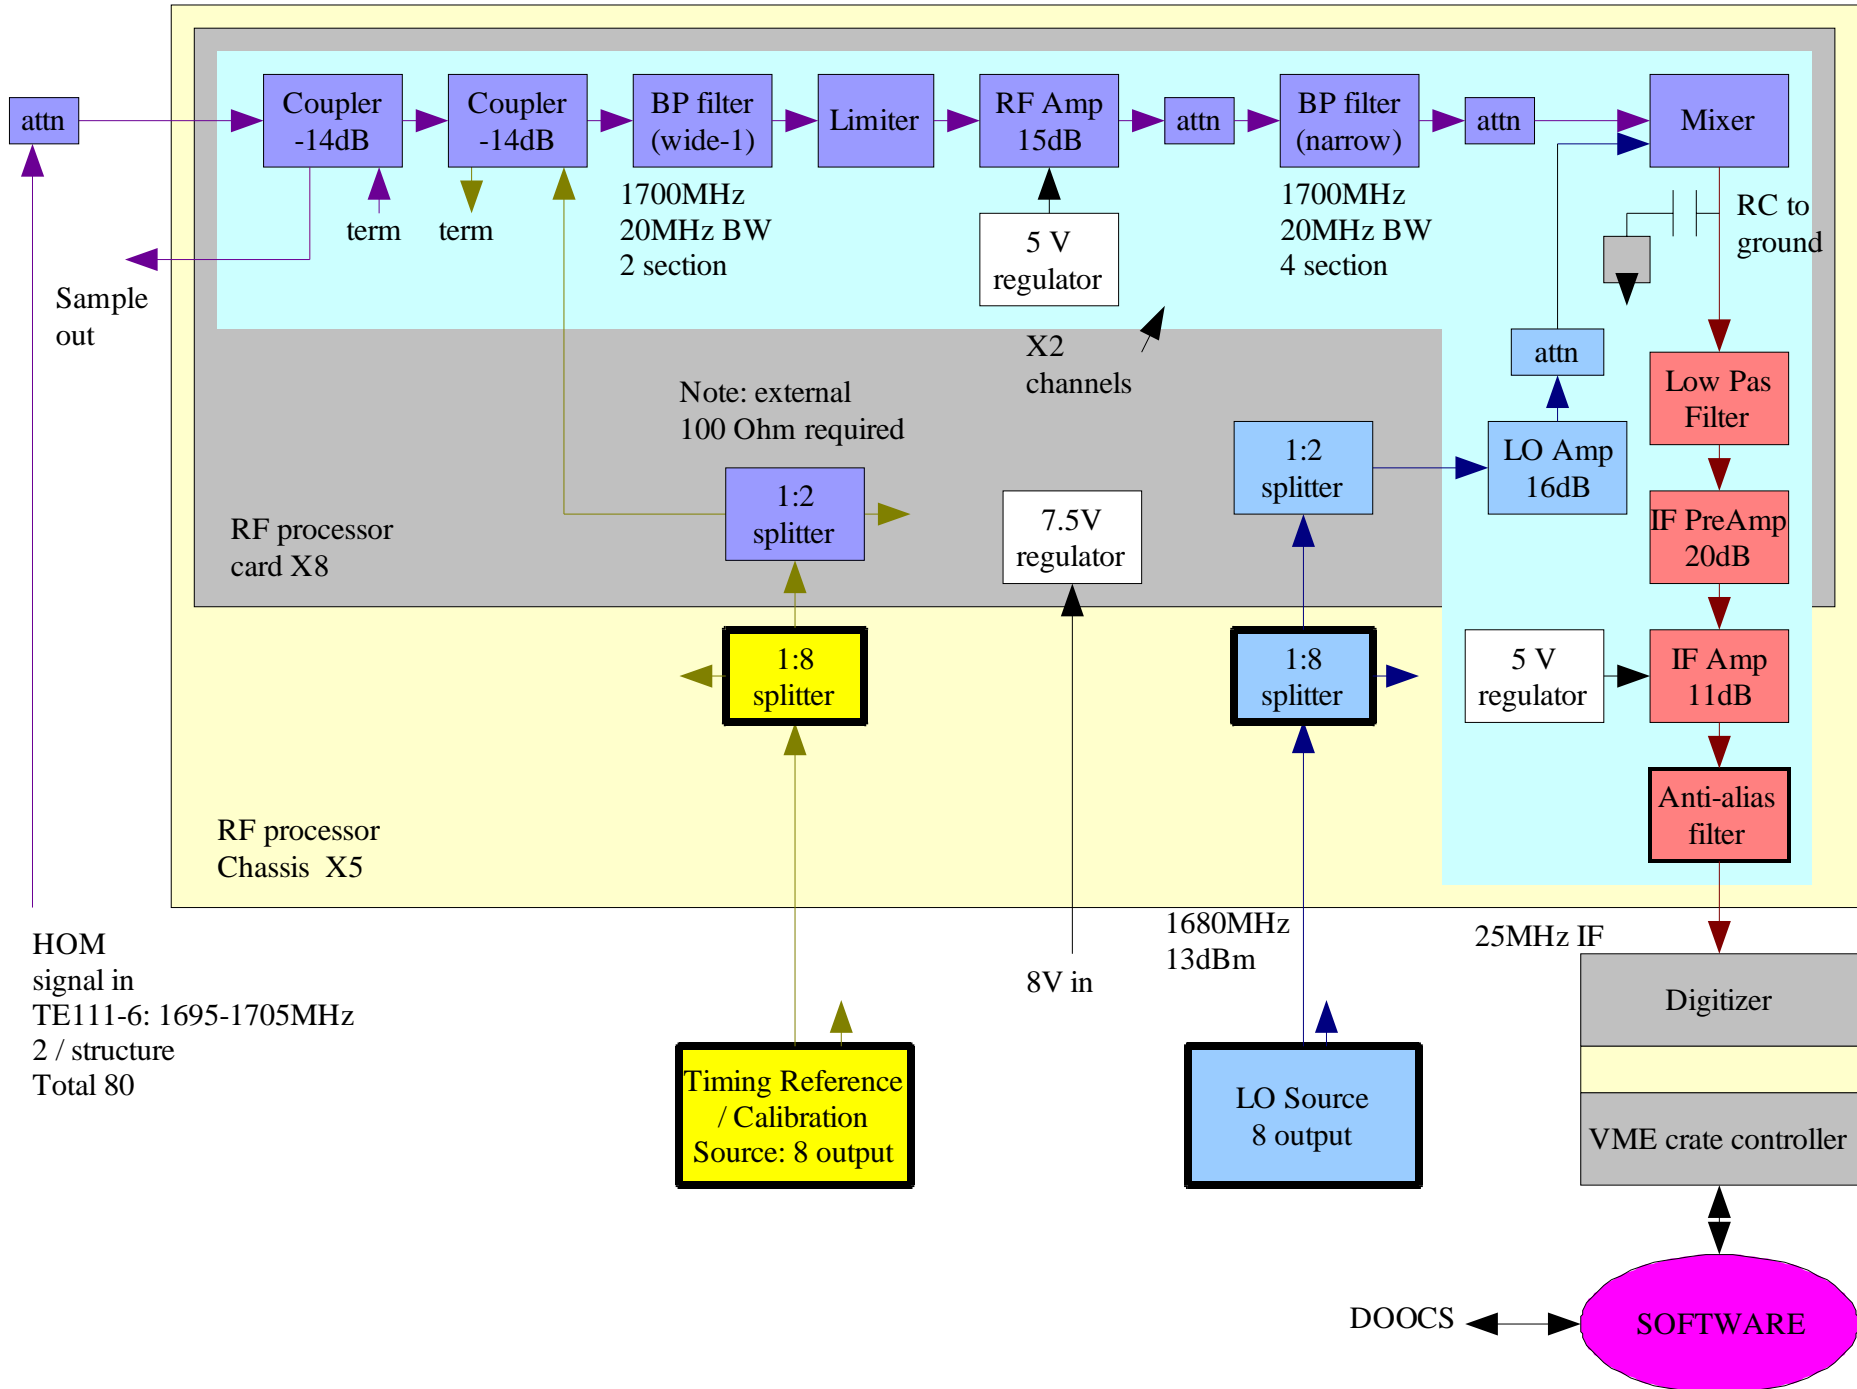 attn
Coupler
-14dB
Coupler
-14dB
BP filter
(wide-1)
Limiter
RF Amp
15dB
attn
BP filter
(narrow)
attn
Mixer
term
term
1700MHz
20MHz BW
2 section
5 V
regulator
1700MHz
20MHz BW
4 section
RC to
ground
Sample
out
X2
channels
attn
Low Pas
Filter
Note: external
100 Ohm required
1:2
splitter
LO Amp
16dB
1:2
splitter
7.5V
regulator
IF PreAmp
20dB
RF processor
card X8
1:8
splitter
1:8
splitter
5 V
regulator
IF Amp
11dB
Anti-alias
filter
RF processor
Chassis  X5
HOM
signal in
TE111-6: 1695-1705MHz
2 / structure
Total 80
8V in
1680MHz
13dBm
25MHz IF
Digitizer
Timing Reference
/ Calibration
Source: 8 output
LO Source
8 output
VME crate controller
DOOCS
SOFTWARE